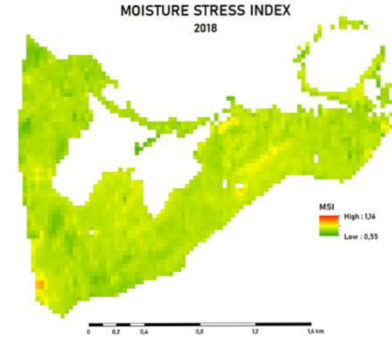 MOISTURE STRESS INDEX
2018
MSI
High : 1,16
Low : 0,55
0 0,2 0,4 0,8 1,2 1,6 km